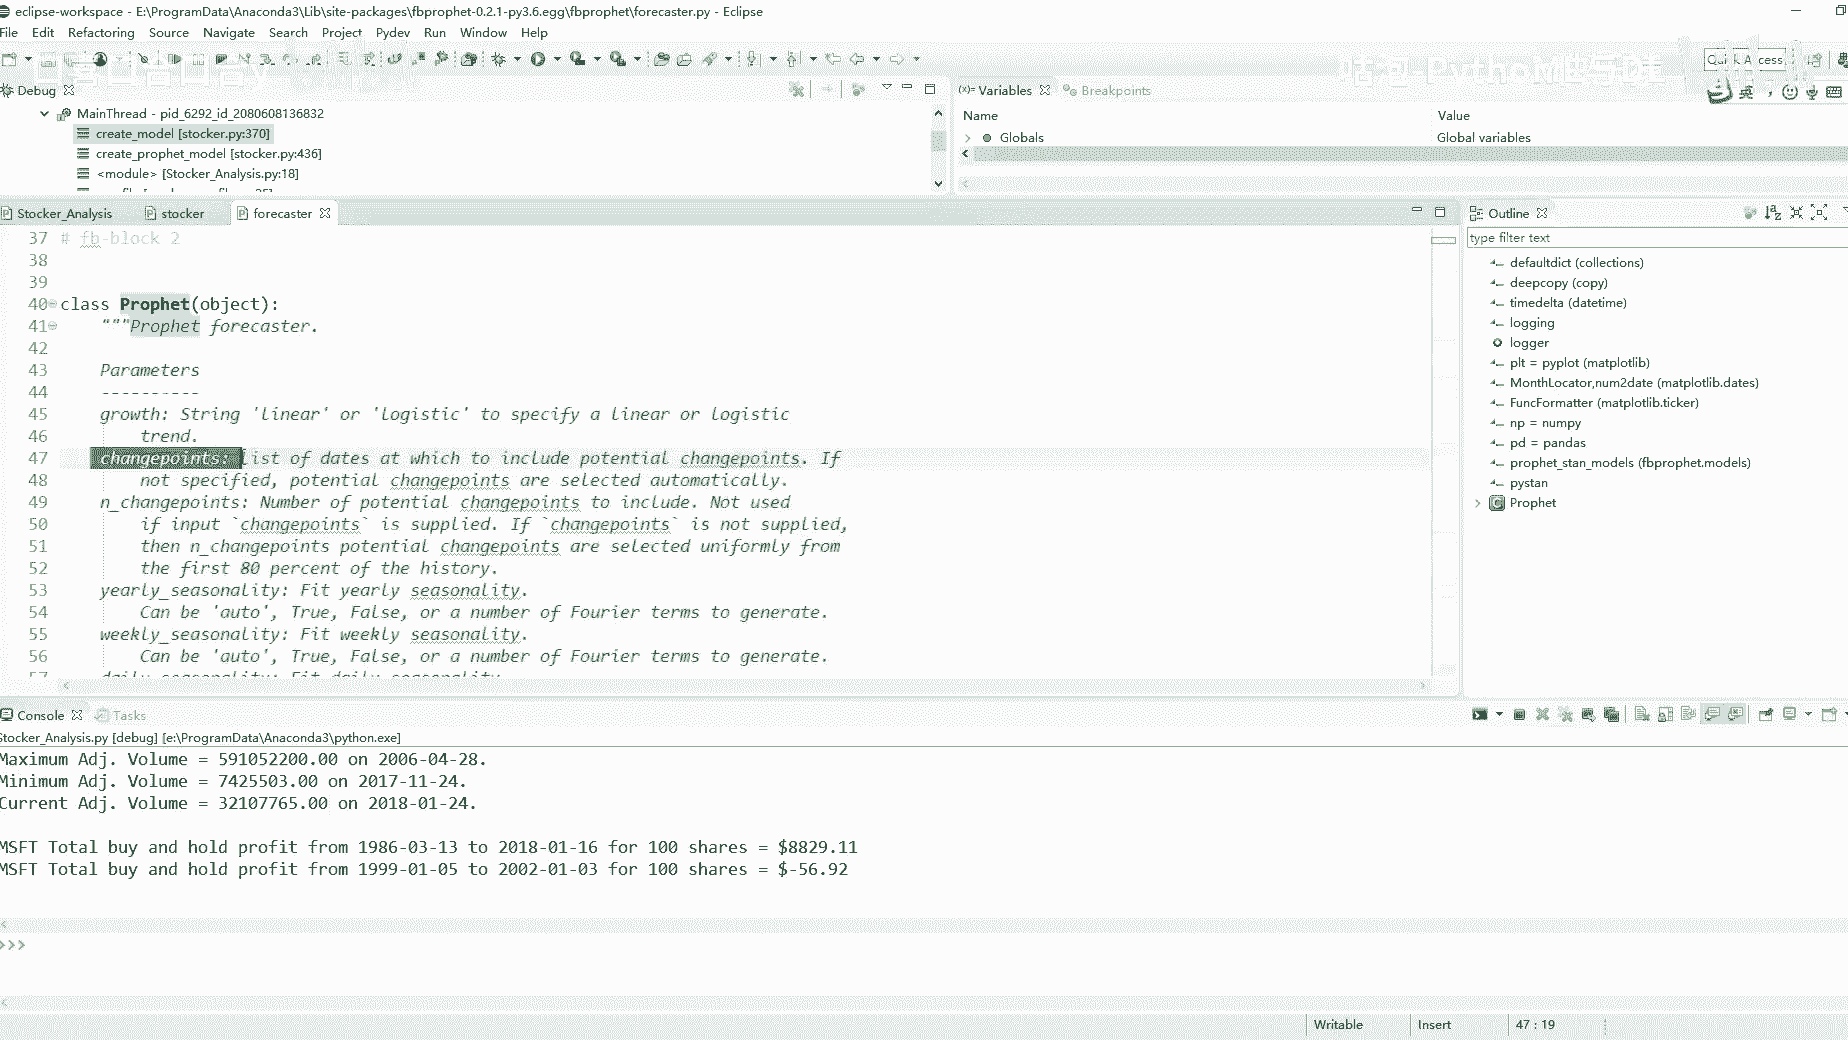 eclipse-workspace - E:\ProgramData\Anaconda3\Lib\site-packages\fbprophet-0.2.1-py3.6.egg\fbprophet\forecaster.py - Eclipse
File Edit Refactoring Source Navigate Search Project Pydev Run Window Help
Debug
MainThread - pid_6292_id_2080608136832
create_model [stocker.py:370]
create_prophet_model [stocker.py:436]
<module> [Stocker_Analysis.py:18]
(x)= Variables Breakpoints
Name Value
Globals Global variables
Stocker_Analysis stocker forecaster
37 # fb-block 2
38
39
40 class Prophet(object):
41 """Prophet forecaster.
42
43 Parameters
44 ----------
45 growth: String 'linear' or 'logistic' to specify a linear or logistic
46 trend.
47 changepoints: List of dates at which to include potential changepoints. If
48 not specified, potential changepoints are selected automatically.
49 n_changepoints: Number of potential changepoints to include. Not used
50 if input `changepoints` is supplied. If `changepoints` is not supplied,
51 then n_changepoints potential changepoints are selected uniformly from
52 the first 80 percent of the history.
53 yearly_seasonality: Fit yearly seasonality.
54 Can be 'auto', True, False, or a number of Fourier terms to generate.
55 weekly_seasonality: Fit weekly seasonality.
56 Can be 'auto', True, False, or a number of Fourier terms to generate.
57 daily_seasonality: Fit daily seasonality.
Outline
type filter text
defaultdict (collections)
deepcopy (copy)
timedelta (datetime)
logging
logger
plt = pyplot (matplotlib)
MonthLocator,num2date (matplotlib.dates)
FuncFormatter (matplotlib.ticker)
np = numpy
pd = pandas
prophet_stan_models (fbprophet.models)
pystan
Prophet
Console Tasks
Stocker_Analysis.py [debug] [e:\ProgramData\Anaconda3\python.exe]
Maximum Adj. Volume = 591052200.00 on 2006-04-28.
Minimum Adj. Volume = 7425503.00 on 2017-11-24.
Current Adj. Volume = 32107765.00 on 2018-01-24.
MSFT Total buy and hold profit from 1986-03-13 to 2018-01-16 for 100 shares = $8829.11
MSFT Total buy and hold profit from 1999-01-05 to 2002-01-03 for 100 shares = $-56.92
>>>
Writable Insert 47 : 19